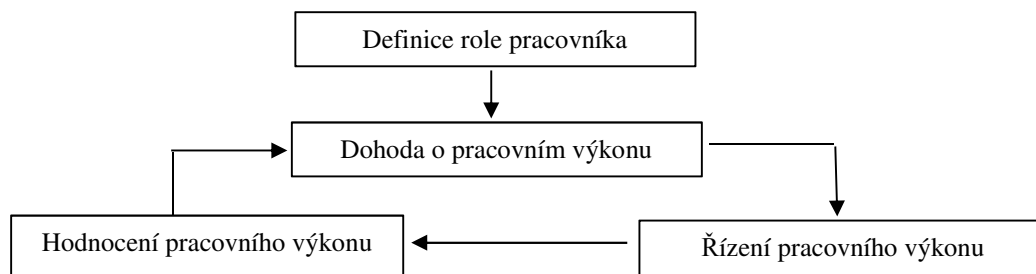 Definice role pracovníka
Dohoda o pracovním výkonu
Hodnocení pracovního výkonu
Řízení pracovního výkonu